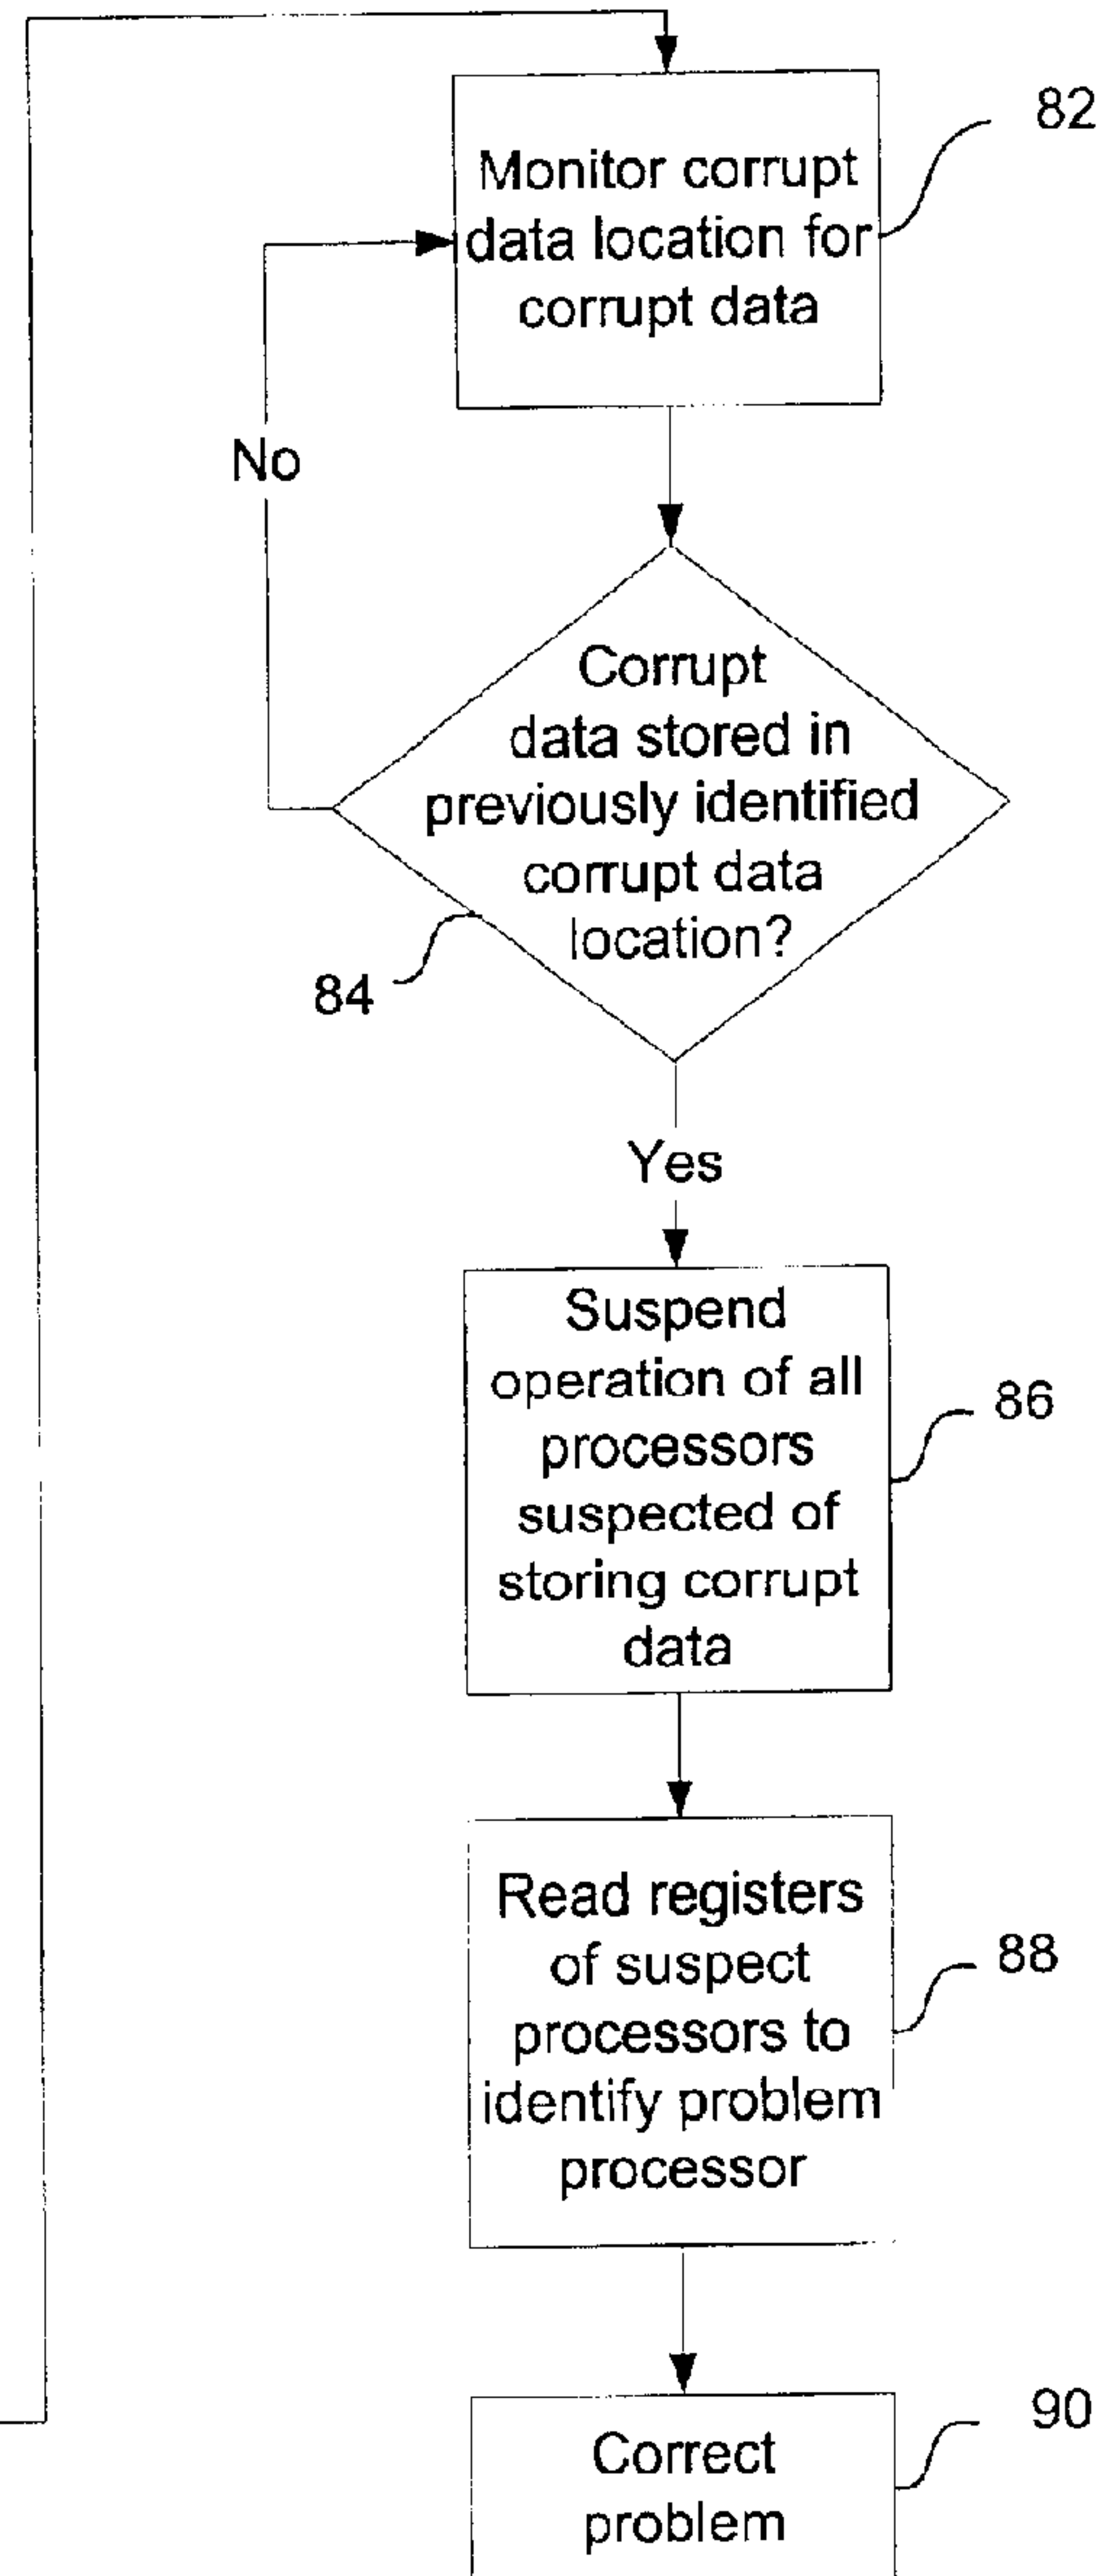 82
Monitor corrupt
data location for
corrupt data
No
Corrupt
data stored in
previously identified
corrupt data
location?
84
Yes
Suspend
operation of all
processors
suspected of
storing corrupt
data
86
Read registers
of suspect
processors to
identify problem
processor
88
90
Correct
problem